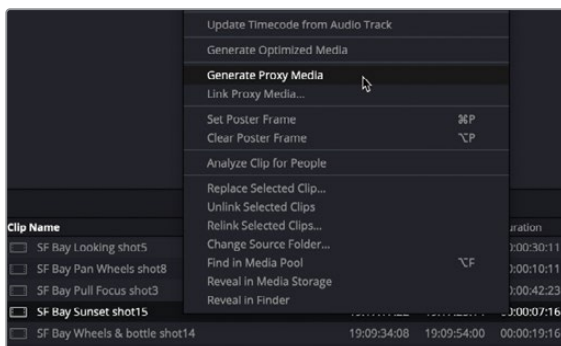 Update Timecode from Audio Track
Generate Optimized Media
Generate Proxy Media
Link Proxy Media...
Set Poster Frame ⌘P
Clear Poster Frame ⌥P
Analyze Clip for People
Replace Selected Clip...
Unlink Selected Clips
Relink Selected Clips...
Change Source Folder...
Find in Media Pool ⌥F
Reveal in Media Storage
Reveal in Finder
Clip Name uration
SF Bay Looking shot5 0:00:30:11
SF Bay Pan Wheels shot8 0:00:10:11
SF Bay Pull Focus shot3 0:00:42:23
SF Bay Sunset shot15 00:00:07:16
SF Bay Wheels & bottle shot14 19:09:34:08 19:09:54:00 00:00:19:16